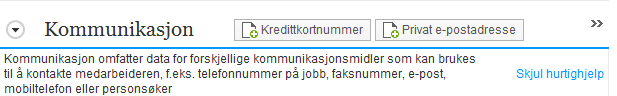 Kommunikasjon Kredittkortnummer Privat e-postadresse
Kommunikasjon omfatter data for forskjellige kommunikasjonsmidler som kan brukes
til å kontakte medarbeideren, f.eks. telefonnummer på jobb, faksnummer, e-post,
mobiltelefon eller personsøker
Skjul hurtighjelp